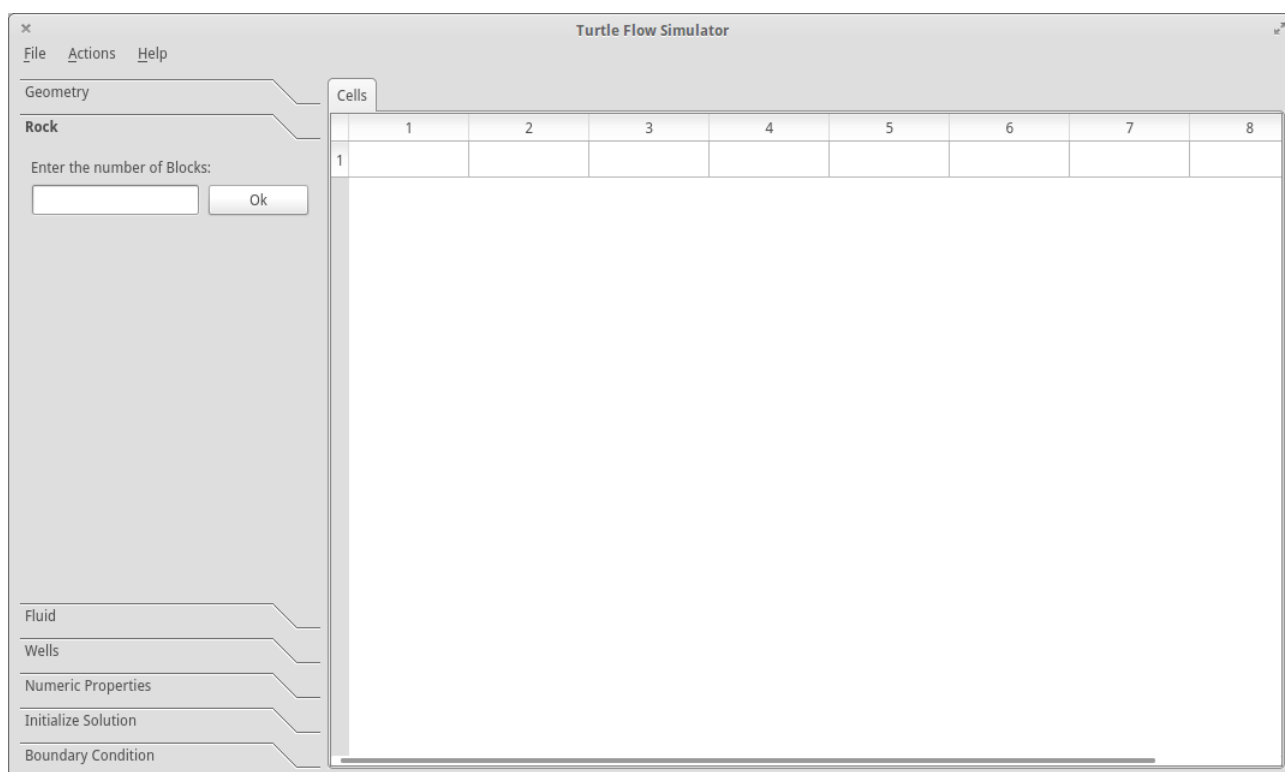 Turtle Flow Simulator
File Actions Help
Geometry
Rock
Enter the number of Blocks:
Ok
Fluid
Wells
Numeric Properties
Initialize Solution
Boundary Condition
Cells
1 2 3 4 5 6 7 8
1